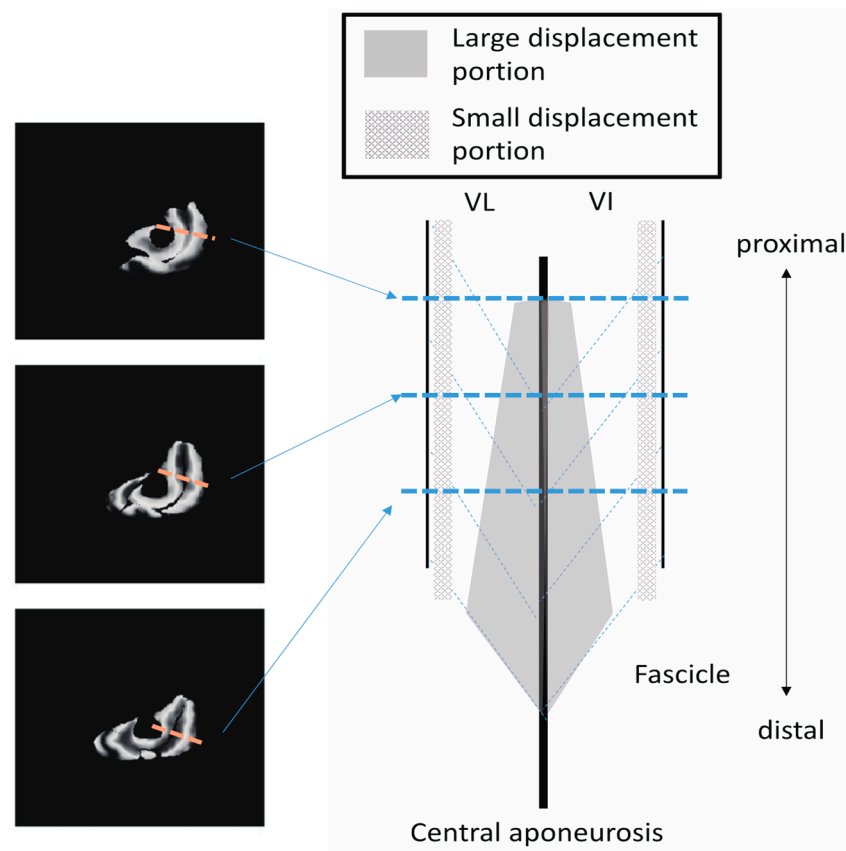 Large displacement
portion
Small displacement
portion
VL
VI
proximal
Fascicle
distal
Central aponeurosis